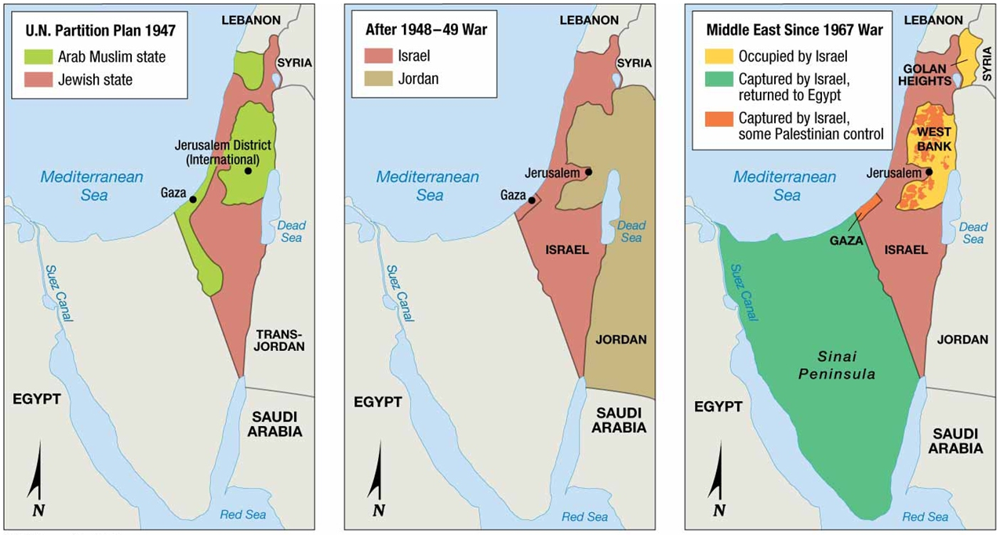 U.N. Partition Plan 1947
Arab Muslim state
Jewish state
LEBANON
SYRIA
Jerusalem District
(International)
Mediterranean
Sea
Gaza
Dead
Sea
Suez Canal
TRANS-
JORDAN
EGYPT
SAUDI
ARABIA
N
Red Sea
After 1948–49 War
Israel
Jordan
LEBANON
SYRIA
Jerusalem
Mediterranean
Sea
Gaza
Dead
Sea
ISRAEL
Suez Canal
JORDAN
EGYPT
SAUDI
ARABIA
N
Red Sea
Middle East Since 1967 War
Occupied by Israel
Captured by Israel,
returned to Egypt
Captured by Israel,
some Palestinian control
LEBANON
SYRIA
GOLAN
HEIGHTS
WEST
BANK
Jerusalem
Mediterranean
Sea
Dead
Sea
GAZA
ISRAEL
Suez Canal
JORDAN
Sinai
Peninsula
EGYPT
SAUDI
ARABIA
N
Red Sea